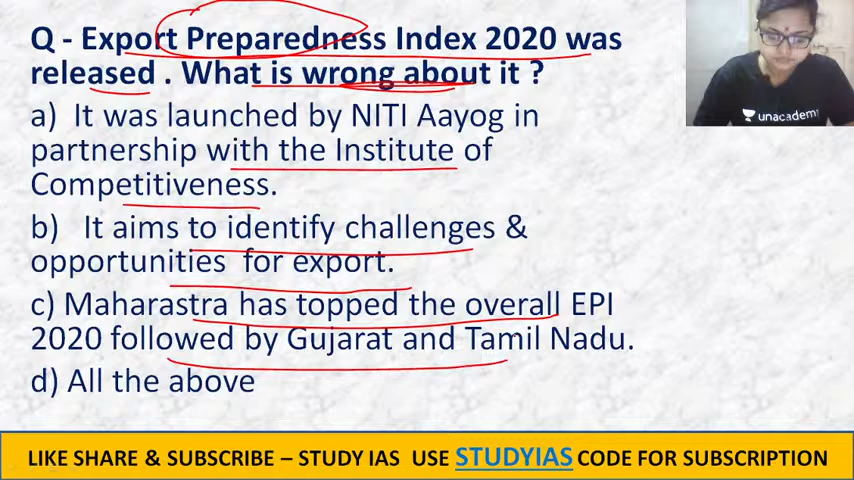 Q - Export Preparedness Index 2020 was
released . What is wrong about it ?
a)  It was launched by NITI Aayog in
partnership with the Institute of
Competitiveness.
b)   It aims to identify challenges &
opportunities  for export.
c) Maharastra has topped the overall EPI
2020 followed by Gujarat and Tamil Nadu.
d) All the above
unacademy
LIKE SHARE & SUBSCRIBE – STUDY IAS  USE STUDYIAS CODE FOR SUBSCRIPTION